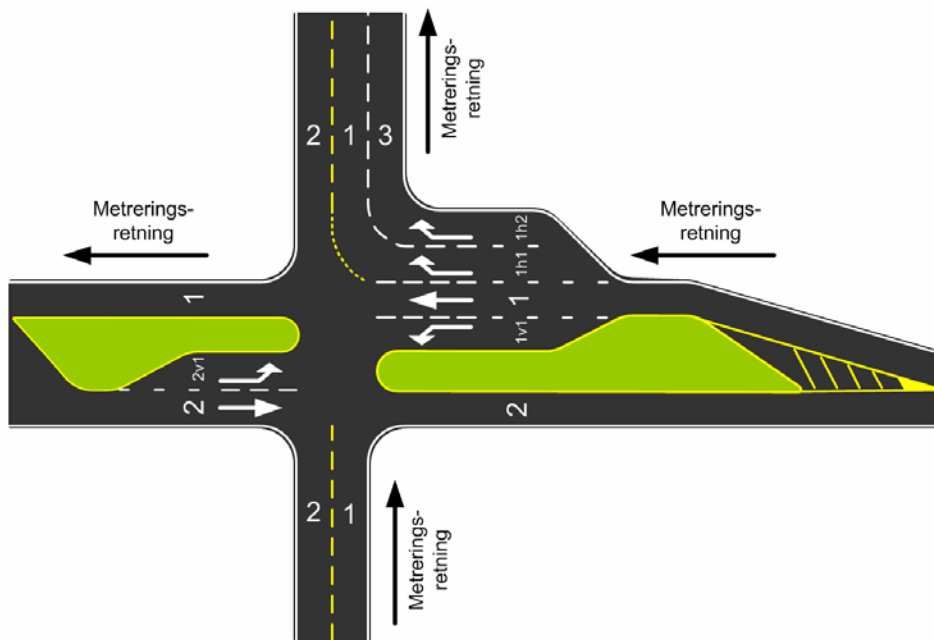 Metrerings-
retning
2 1 3
Metrerings-
retning
Metrerings-
retning
1h2
1h1
1
1
1v1
2v1
2
2
2 1
Metrerings-
retning